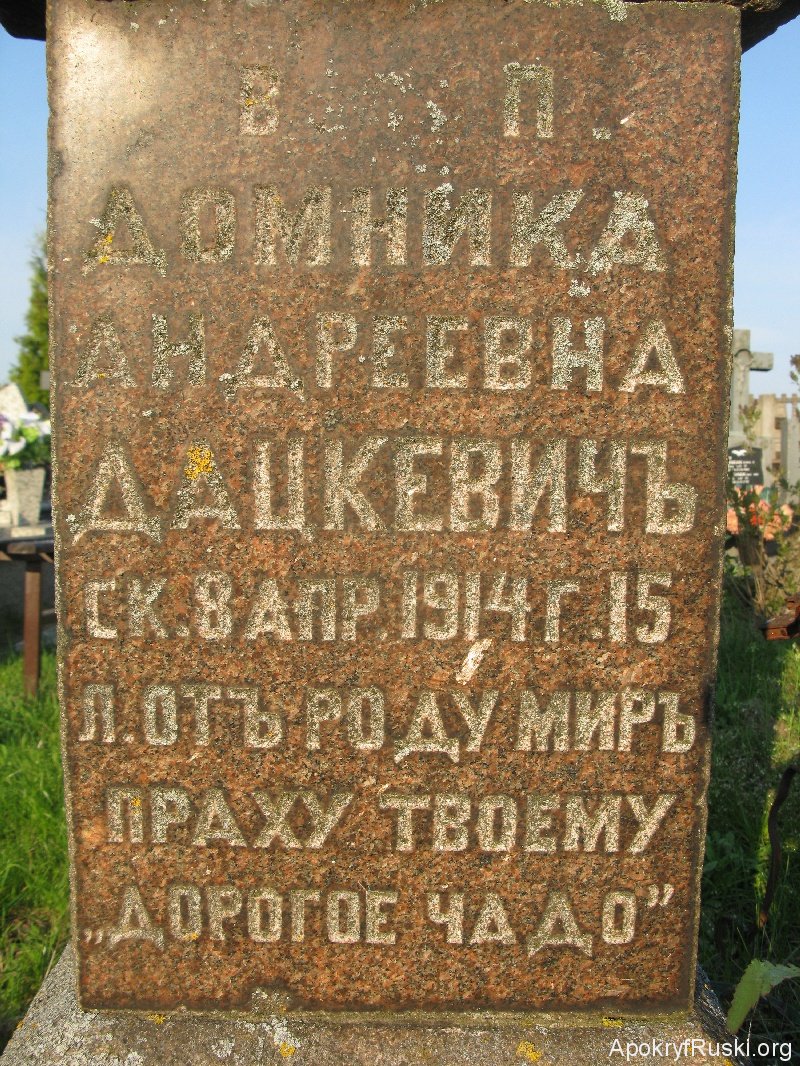 В П.
ДОМНИКА
АНДРЕЕВНА
ДАЦКЕВИЧЪ
СК. 8 АПР. 1914 Г. 15
Л. ОТЪ РОДУ МИРЪ
ПРАХУ ТВОЕМУ
„ДОРОГОЕ ЧАДО”
ApokryfRuski.org